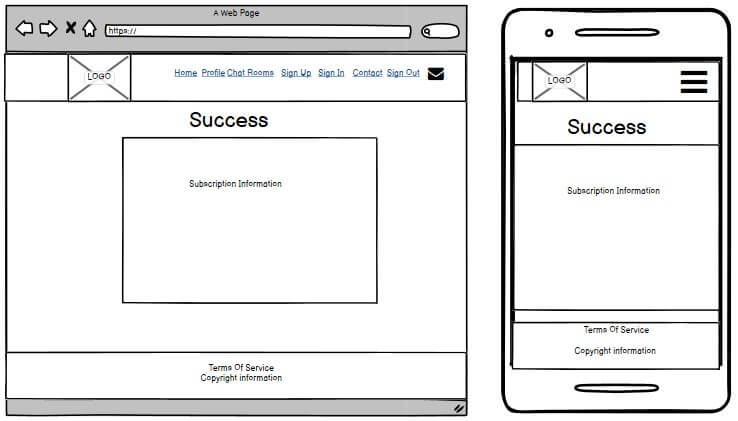 A Web Page
https://
LOGO
Home Profile Chat Rooms Sign Up Sign In Contact Sign Out
Success
Subscription Information
Terms Of Service
Copyright information
LOGO
Success
Subscription Information
Terms Of Service
Copyright information